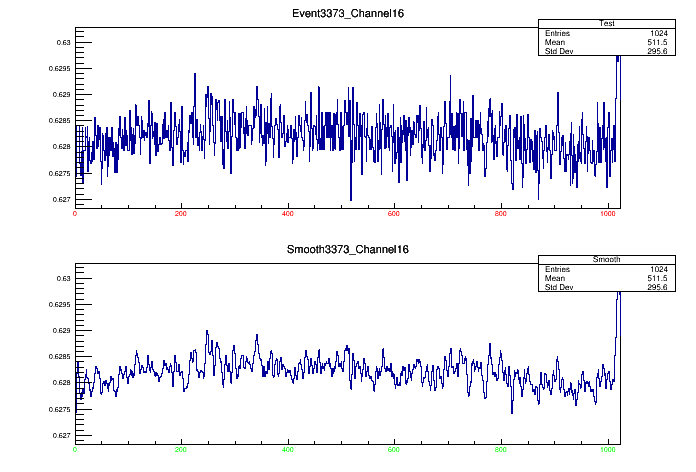 Event3373_Channel16
Test
Entries 1024
Mean 511.5
Std Dev 295.6
0.63
0.6295
0.629
0.6285
0.628
0.6275
0.627
0 200 400 600 800 1000
Smooth3373_Channel16
Smooth
Entries 1024
Mean 511.5
Std Dev 295.6
0.63
0.6295
0.629
0.6285
0.628
0.6275
0.627
0 200 400 600 800 1000